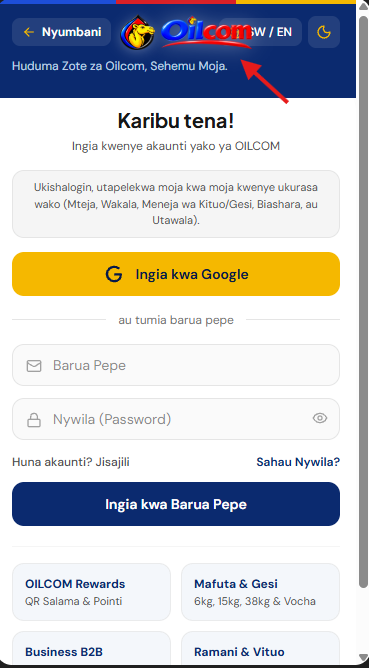 Nyumbani
Oilcom
SW / EN
Huduma Zote za Oilcom, Sehemu Moja.
Karibu tena!
Ingia kwenye akaunti yako ya OILCOM
Ukishalogin, utapelekwa moja kwa moja kwenye ukurasa
wako (Mteja, Wakala, Meneja wa Kituo/Gesi, Biashara, au
Utawala).
G Ingia kwa Google
au tumia barua pepe
Barua Pepe
Nywila (Password)
Huna akaunti? Jisajili
Sahau Nywila?
Ingia kwa Barua Pepe
OILCOM Rewards
QR Salama & Pointi
Mafuta & Gesi
6kg, 15kg, 38kg & Vocha
Business B2B
Ramani & Vituo